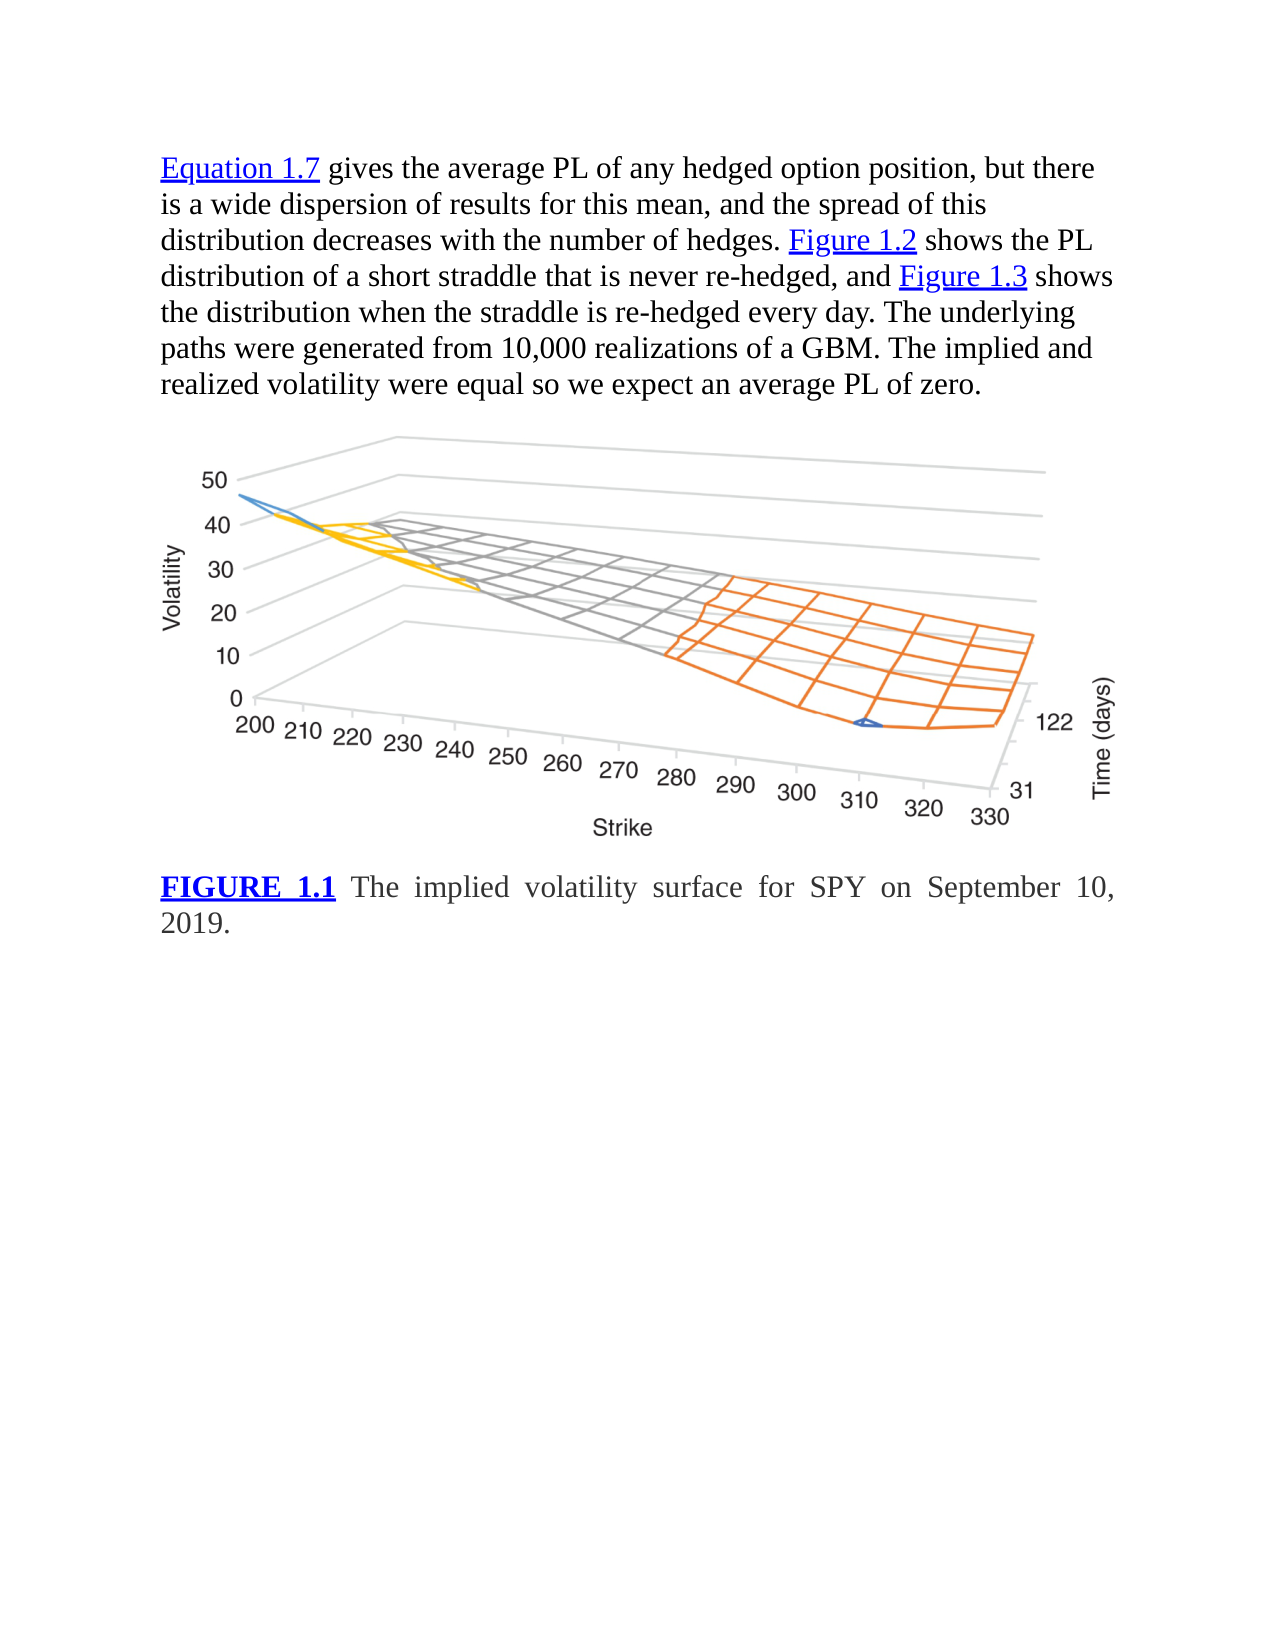 Equation 1.7 gives the average PL of any hedged option position, but there
is a wide dispersion of results for this mean, and the spread of this
distribution decreases with the number of hedges. Figure 1.2 shows the PL
distribution of a short straddle that is never re-hedged, and Figure 1.3 shows
the distribution when the straddle is re-hedged every day. The underlying
paths were generated from 10,000 realizations of a GBM. The implied and
realized volatility were equal so we expect an average PL of zero.
50
40
30
20
10
0
Volatility
200 210 220 230 240 250 260 270 280 290 300 310 320 330
Strike
122
31
Time (days)
FIGURE 1.1 The implied volatility surface for SPY on September 10,
2019.